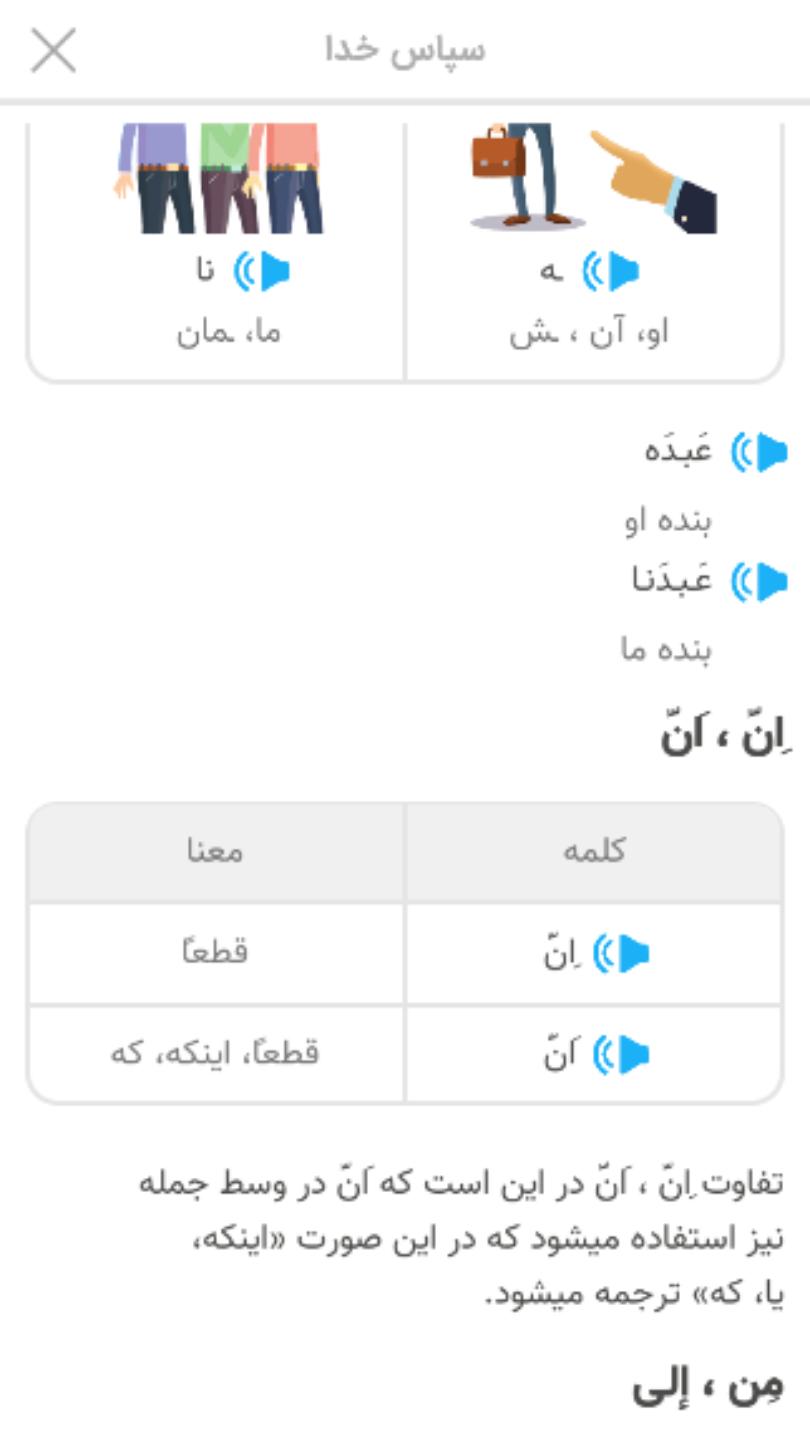 سپاس خدا
ـه
نا
او، آن ، ـش
ما، ـمان
عَبدَه
بنده او
عَبدَنا
بنده ما
اِنّ ، اَنّ
کلمه
معنا
اِنّ
قطعاً
اَنّ
قطعاً، اینکه، که
تفاوت اِنّ ، اَنّ در این است که اَنّ در وسط جمله
نیز استفاده میشود که در این صورت «اینکه،
یا، که» ترجمه میشود.
مِن ، إلی